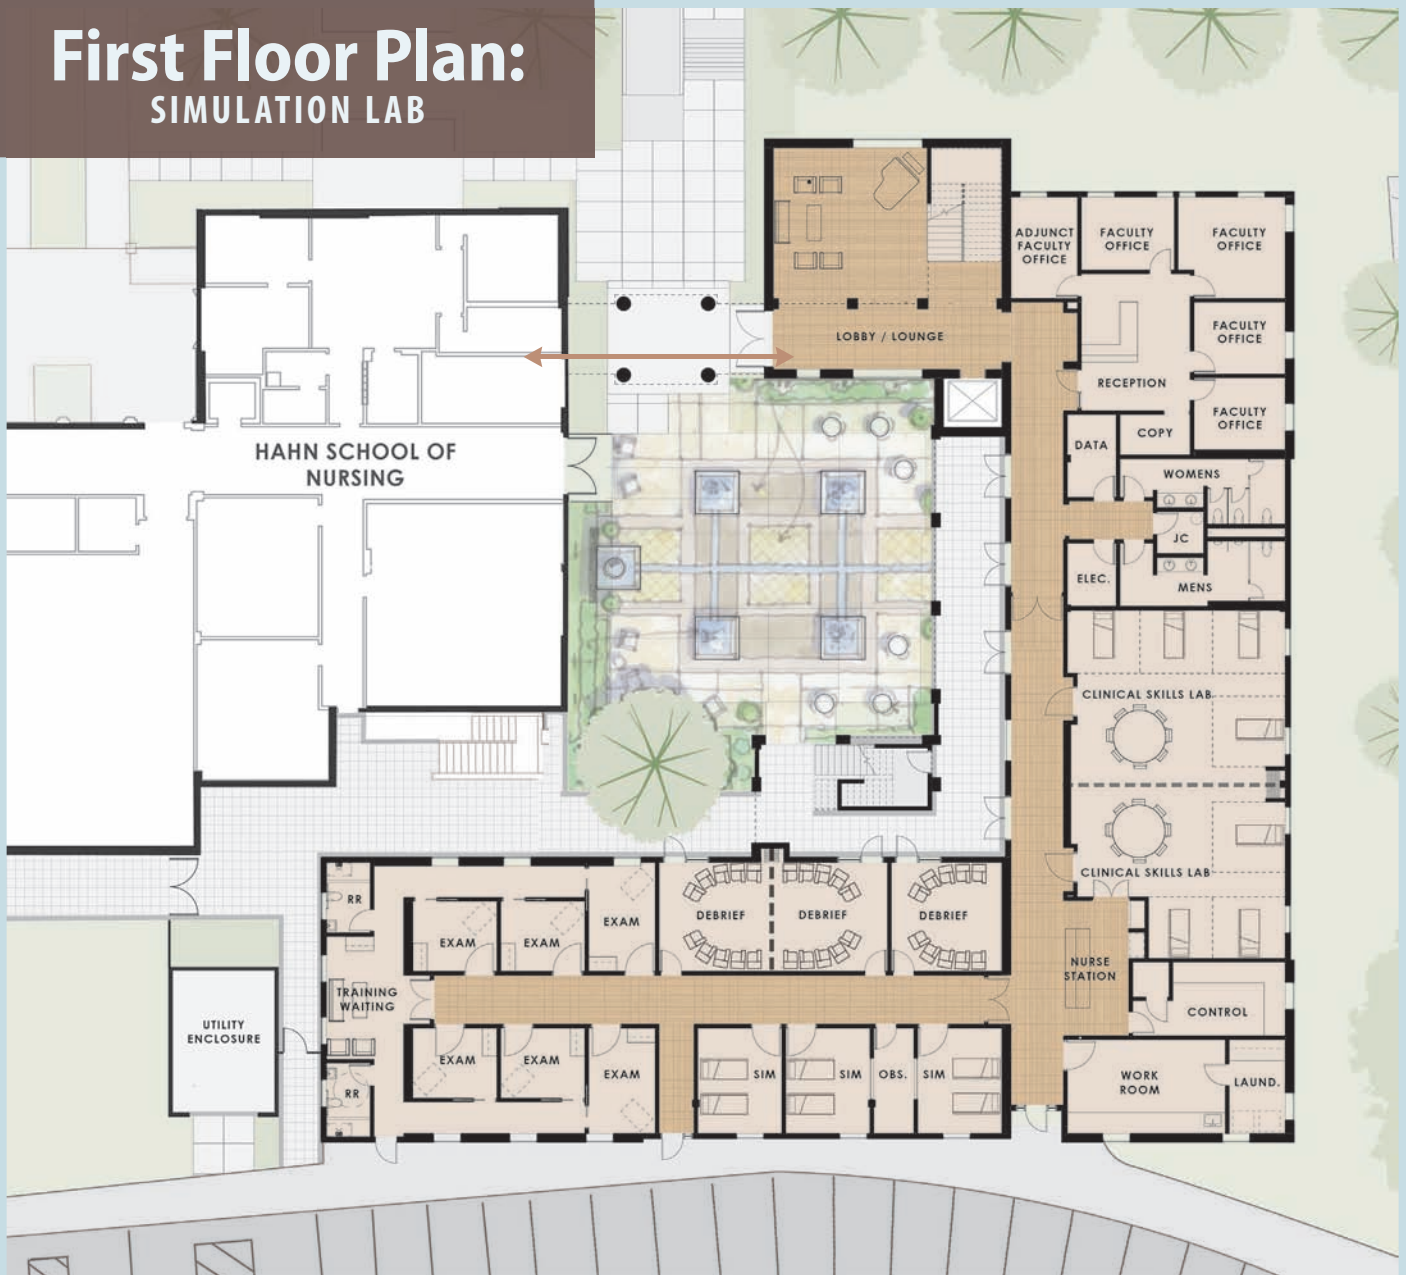 First Floor Plan:
SIMULATION LAB
ADJUNCT
FACULTY
OFFICE
FACULTY
OFFICE
FACULTY
OFFICE
LOBBY / LOUNGE
FACULTY
OFFICE
RECEPTION
FACULTY
OFFICE
COPY
DATA
HAHN SCHOOL OF
NURSING
WOMENS
JC
ELEC.
MENS
CLINICAL SKILLS LAB
CLINICAL SKILLS LAB
RR
EXAM
EXAM
EXAM
DEBRIEF
DEBRIEF
DEBRIEF
NURSE
STATION
TRAINING
WAITING
CONTROL
UTILITY
ENCLOSURE
EXAM
EXAM
EXAM
SIM
SIM
OBS.
SIM
WORK
ROOM
LAUND.
RR